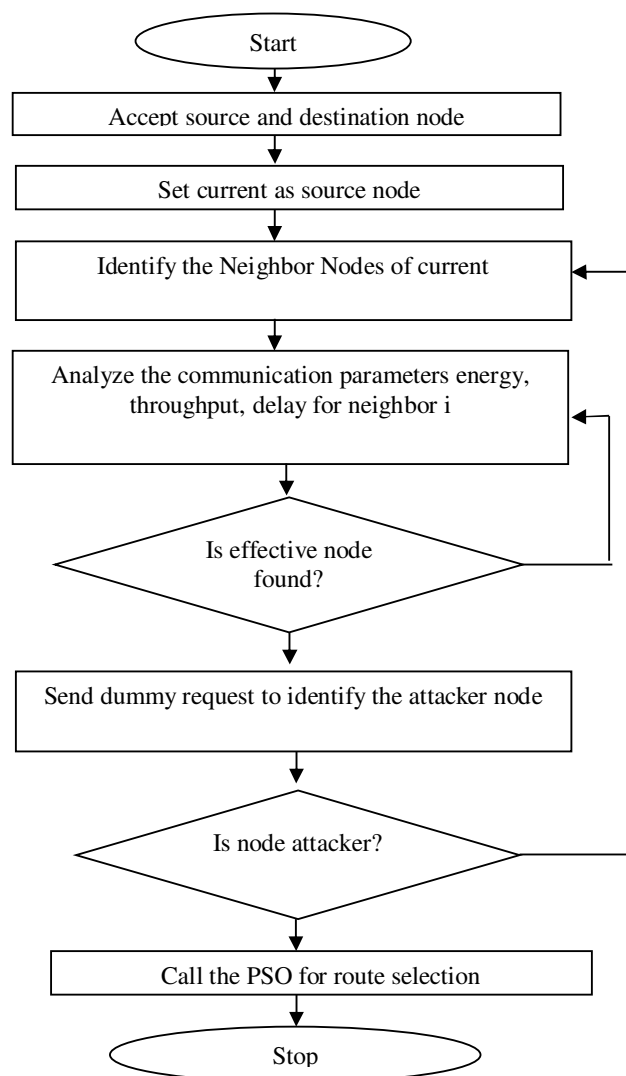 Start
Accept source and destination node
Set current as source node
Identify the Neighbor Nodes of current
Analyze the communication parameters energy,
throughput, delay for neighbor i
Is effective node
found?
Send dummy request to identify the attacker node
Is node attacker?
Call the PSO for route selection
Stop